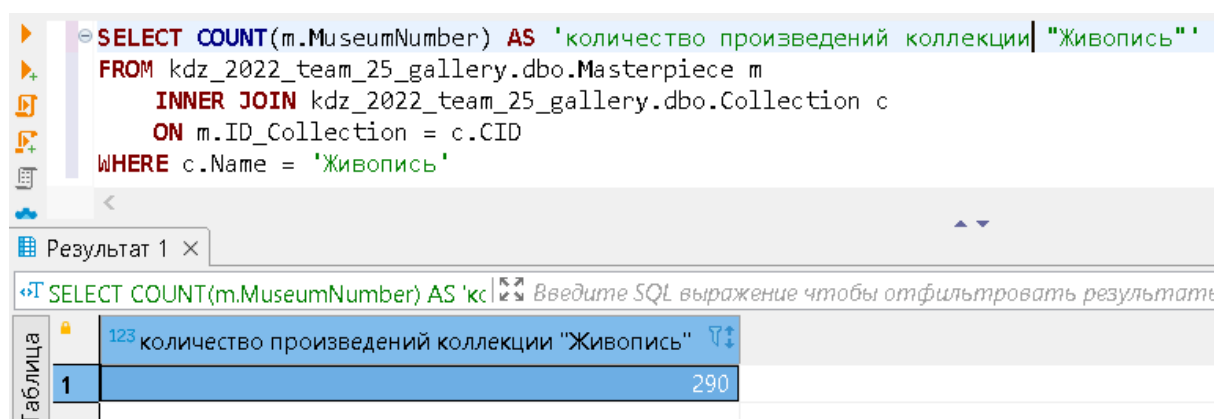 SELECT COUNT(m.MuseumNumber) AS 'количество произведений коллекции "Живопись"'
FROM kdz_2022_team_25_gallery.dbo.Masterpiece m
INNER JOIN kdz_2022_team_25_gallery.dbo.Collection c
ON m.ID_Collection = c.CID
WHERE c.Name = 'Живопись'
Результат 1
SELECT COUNT(m.MuseumNumber) AS 'кс Введите SQL выражение чтобы отфильтровать результать
Таблица
123 количество произведений коллекции "Живопись"
1 290